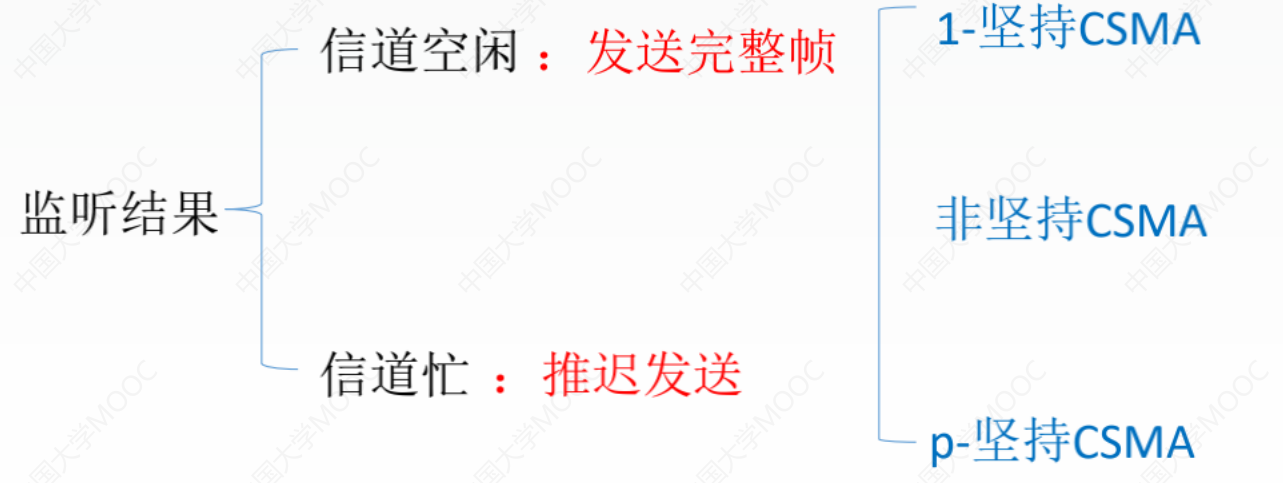 信道空闲：发送完整帧
1-坚持CSMA
监听结果
非坚持CSMA
信道忙：推迟发送
p-坚持CSMA
中国大学MOOC